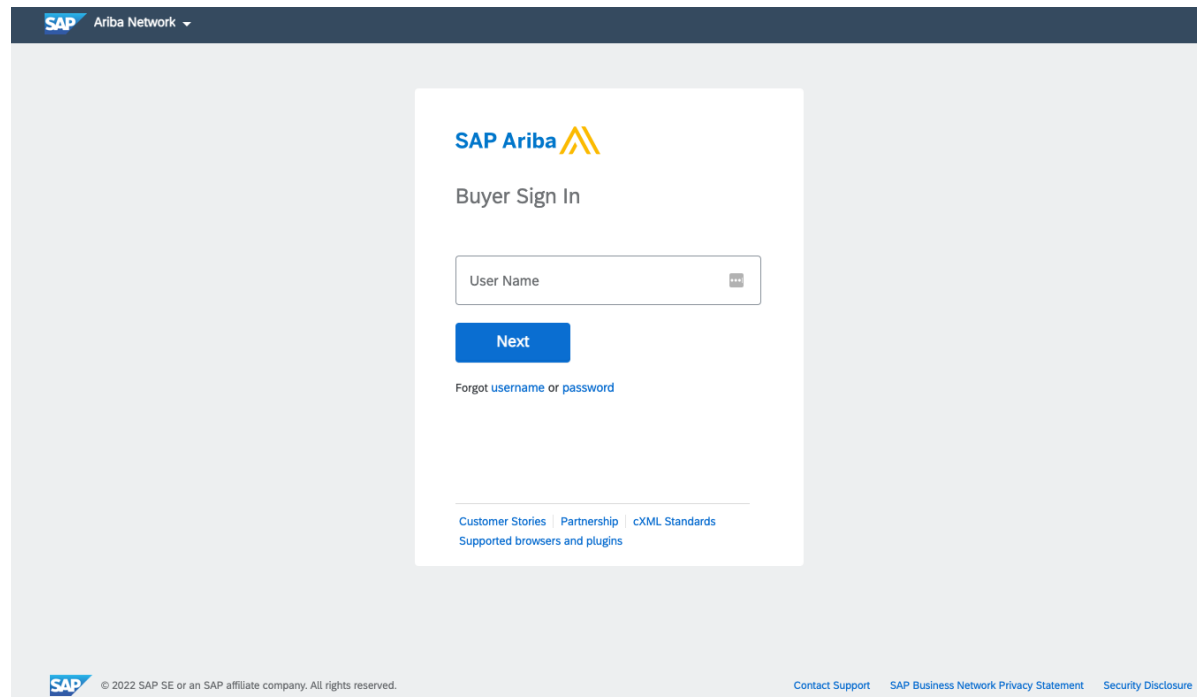 SAP Ariba Network
SAP Ariba
Buyer Sign In
User Name
Next
Forgot username or password
Customer Stories Partnership cXML Standards
Supported browsers and plugins
SAP © 2022 SAP SE or an SAP affiliate company. All rights reserved. Contact Support SAP Business Network Privacy Statement Security Disclosure